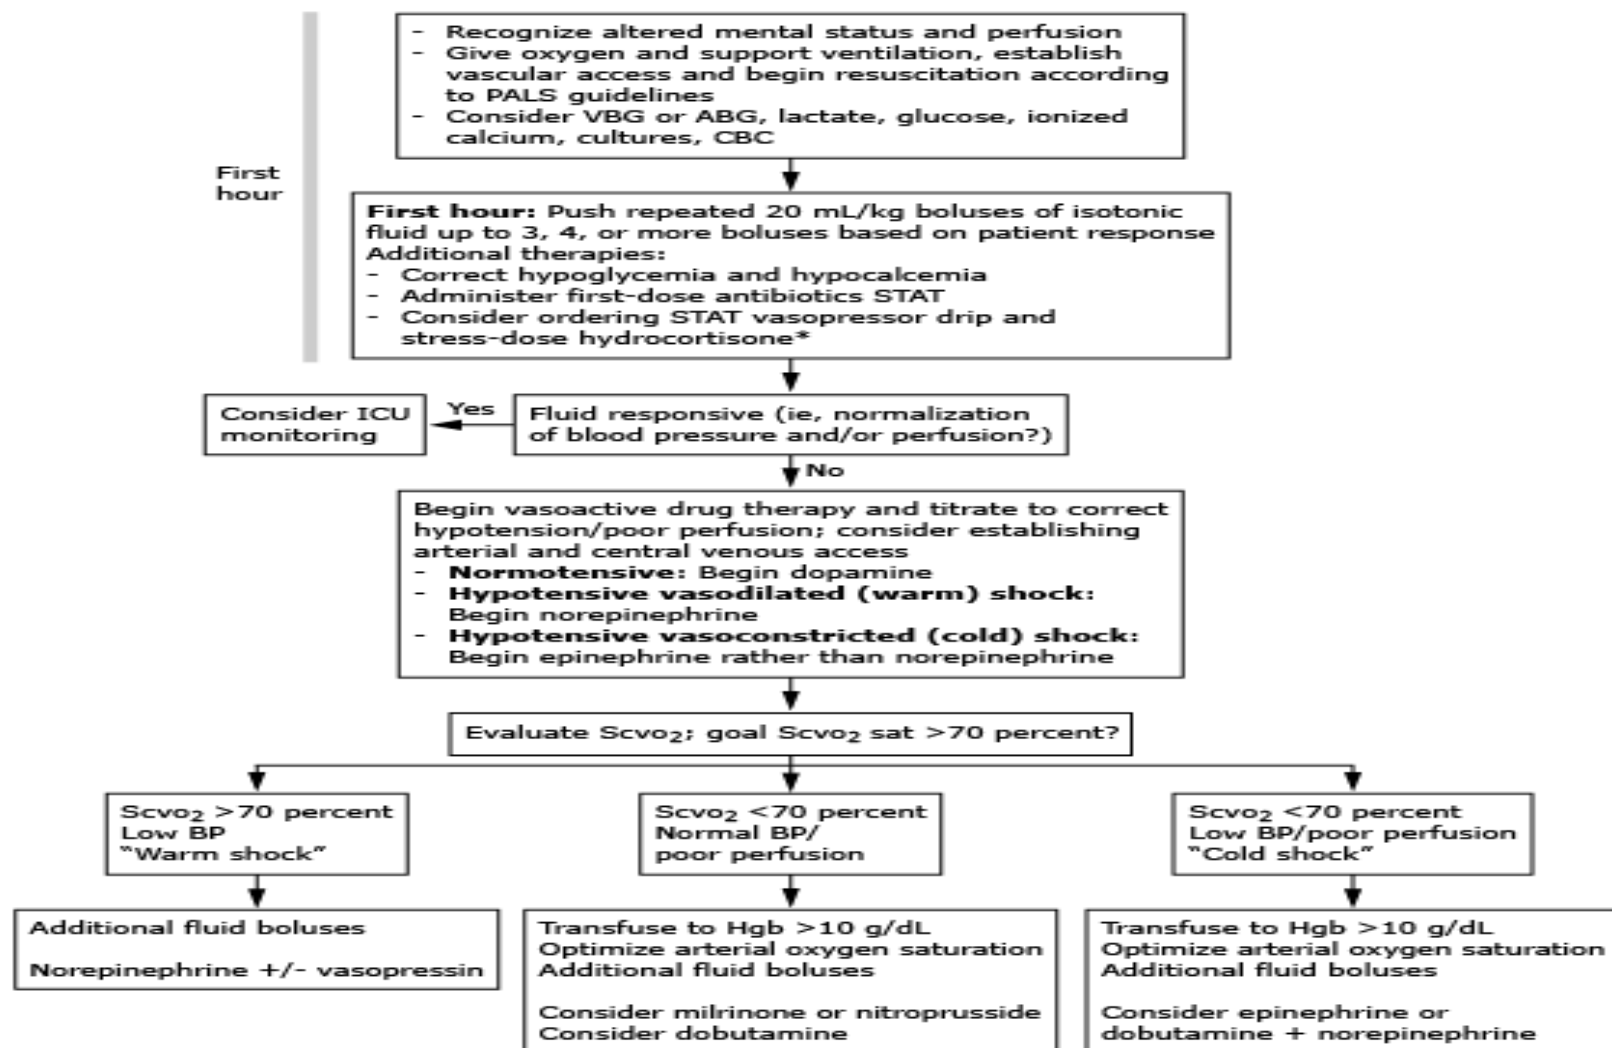 - Recognize altered mental status and perfusion
- Give oxygen and support ventilation, establish
vascular access and begin resuscitation according
to PALS guidelines
- Consider VBG or ABG, lactate, glucose, ionized
calcium, cultures, CBC
First
hour
First hour: Push repeated 20 mL/kg boluses of isotonic
fluid up to 3, 4, or more boluses based on patient response
Additional therapies:
- Correct hypoglycemia and hypocalcemia
- Administer first-dose antibiotics STAT
- Consider ordering STAT vasopressor drip and
stress-dose hydrocortisone*
Consider ICU
monitoring
Yes
Fluid responsive (ie, normalization
of blood pressure and/or perfusion?)
No
Begin vasoactive drug therapy and titrate to correct
hypotension/poor perfusion; consider establishing
arterial and central venous access
- Normotensive: Begin dopamine
- Hypotensive vasodilated (warm) shock:
Begin norepinephrine
- Hypotensive vasoconstricted (cold) shock:
Begin epinephrine rather than norepinephrine
Evaluate Scvo₂; goal Scvo₂ sat >70 percent?
Scvo₂ >70 percent
Low BP
“Warm shock”
Scvo₂ <70 percent
Normal BP/
poor perfusion
Scvo₂ <70 percent
Low BP/poor perfusion
“Cold shock”
Additional fluid boluses
Norepinephrine +/- vasopressin
Transfuse to Hgb >10 g/dL
Optimize arterial oxygen saturation
Additional fluid boluses
Consider milrinone or nitroprusside
Consider dobutamine
Transfuse to Hgb >10 g/dL
Optimize arterial oxygen saturation
Additional fluid boluses
Consider epinephrine or
dobutamine + norepinephrine